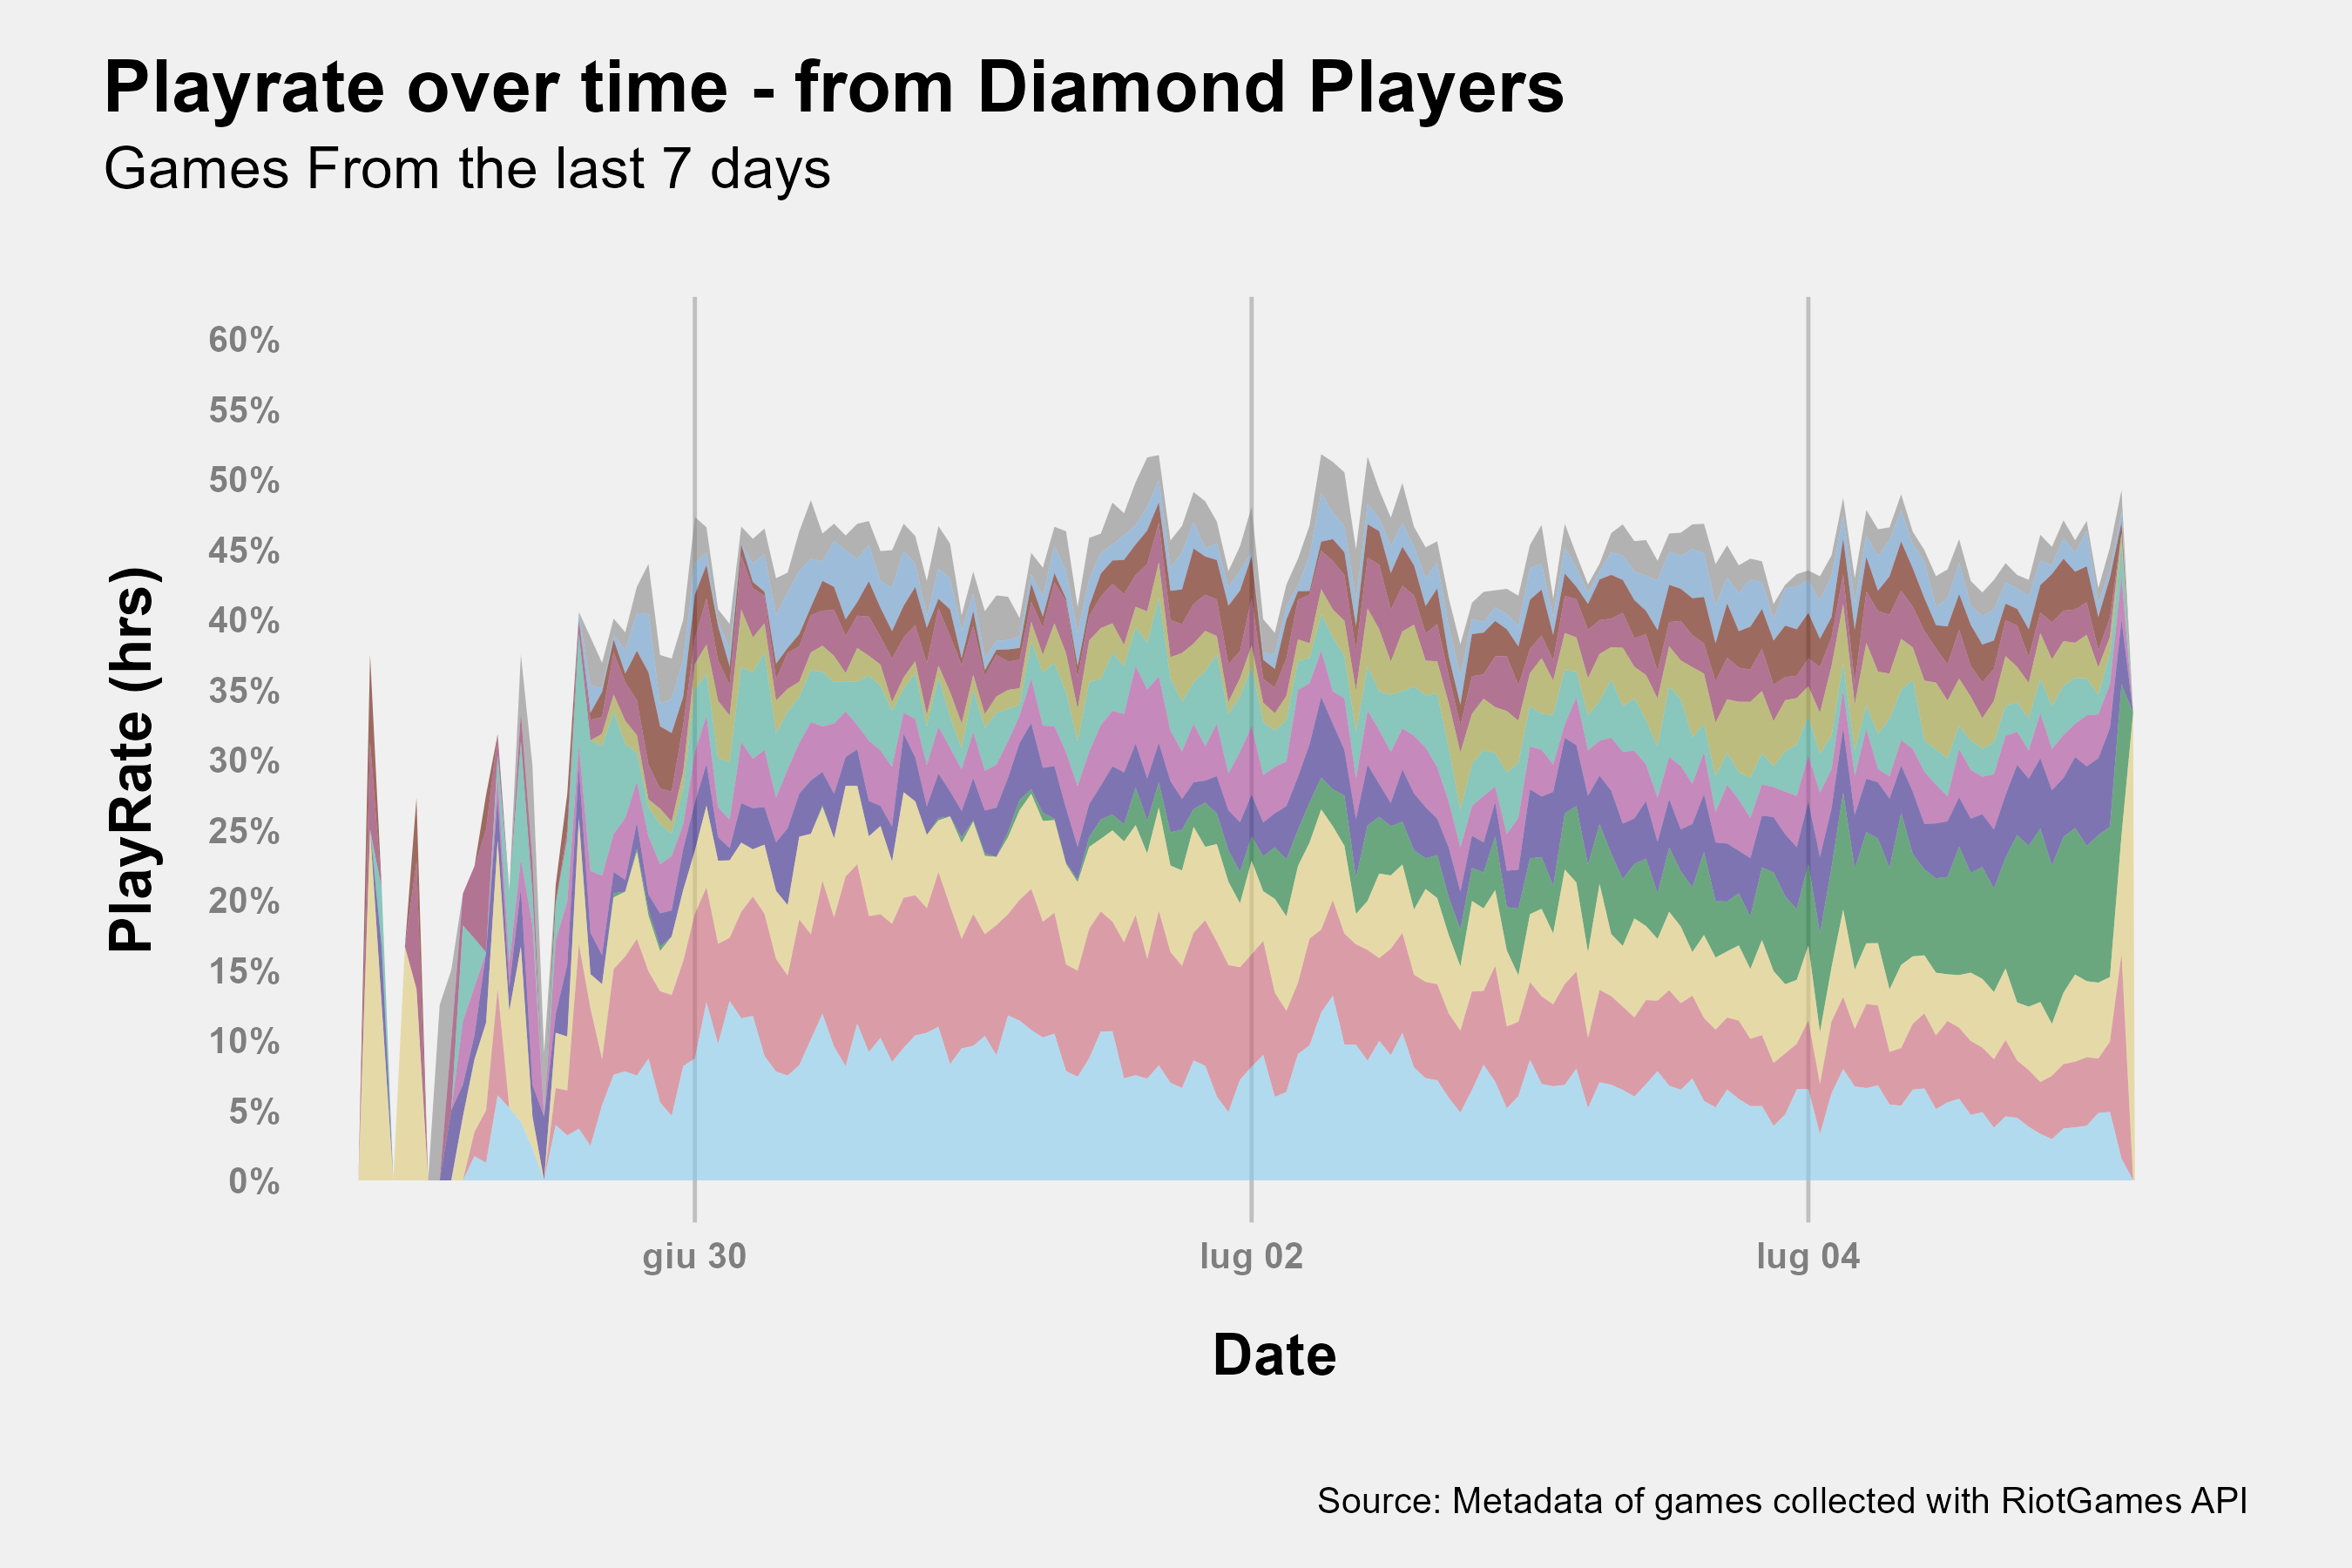 Playrate over time - from Diamond Players
Games From the last 7 days
PlayRate (hrs)
60%
55%
50%
45%
40%
35%
30%
25%
20%
15%
10%
5%
0%
giu 30
lug 02
lug 04
Date
Source: Metadata of games collected with RiotGames API